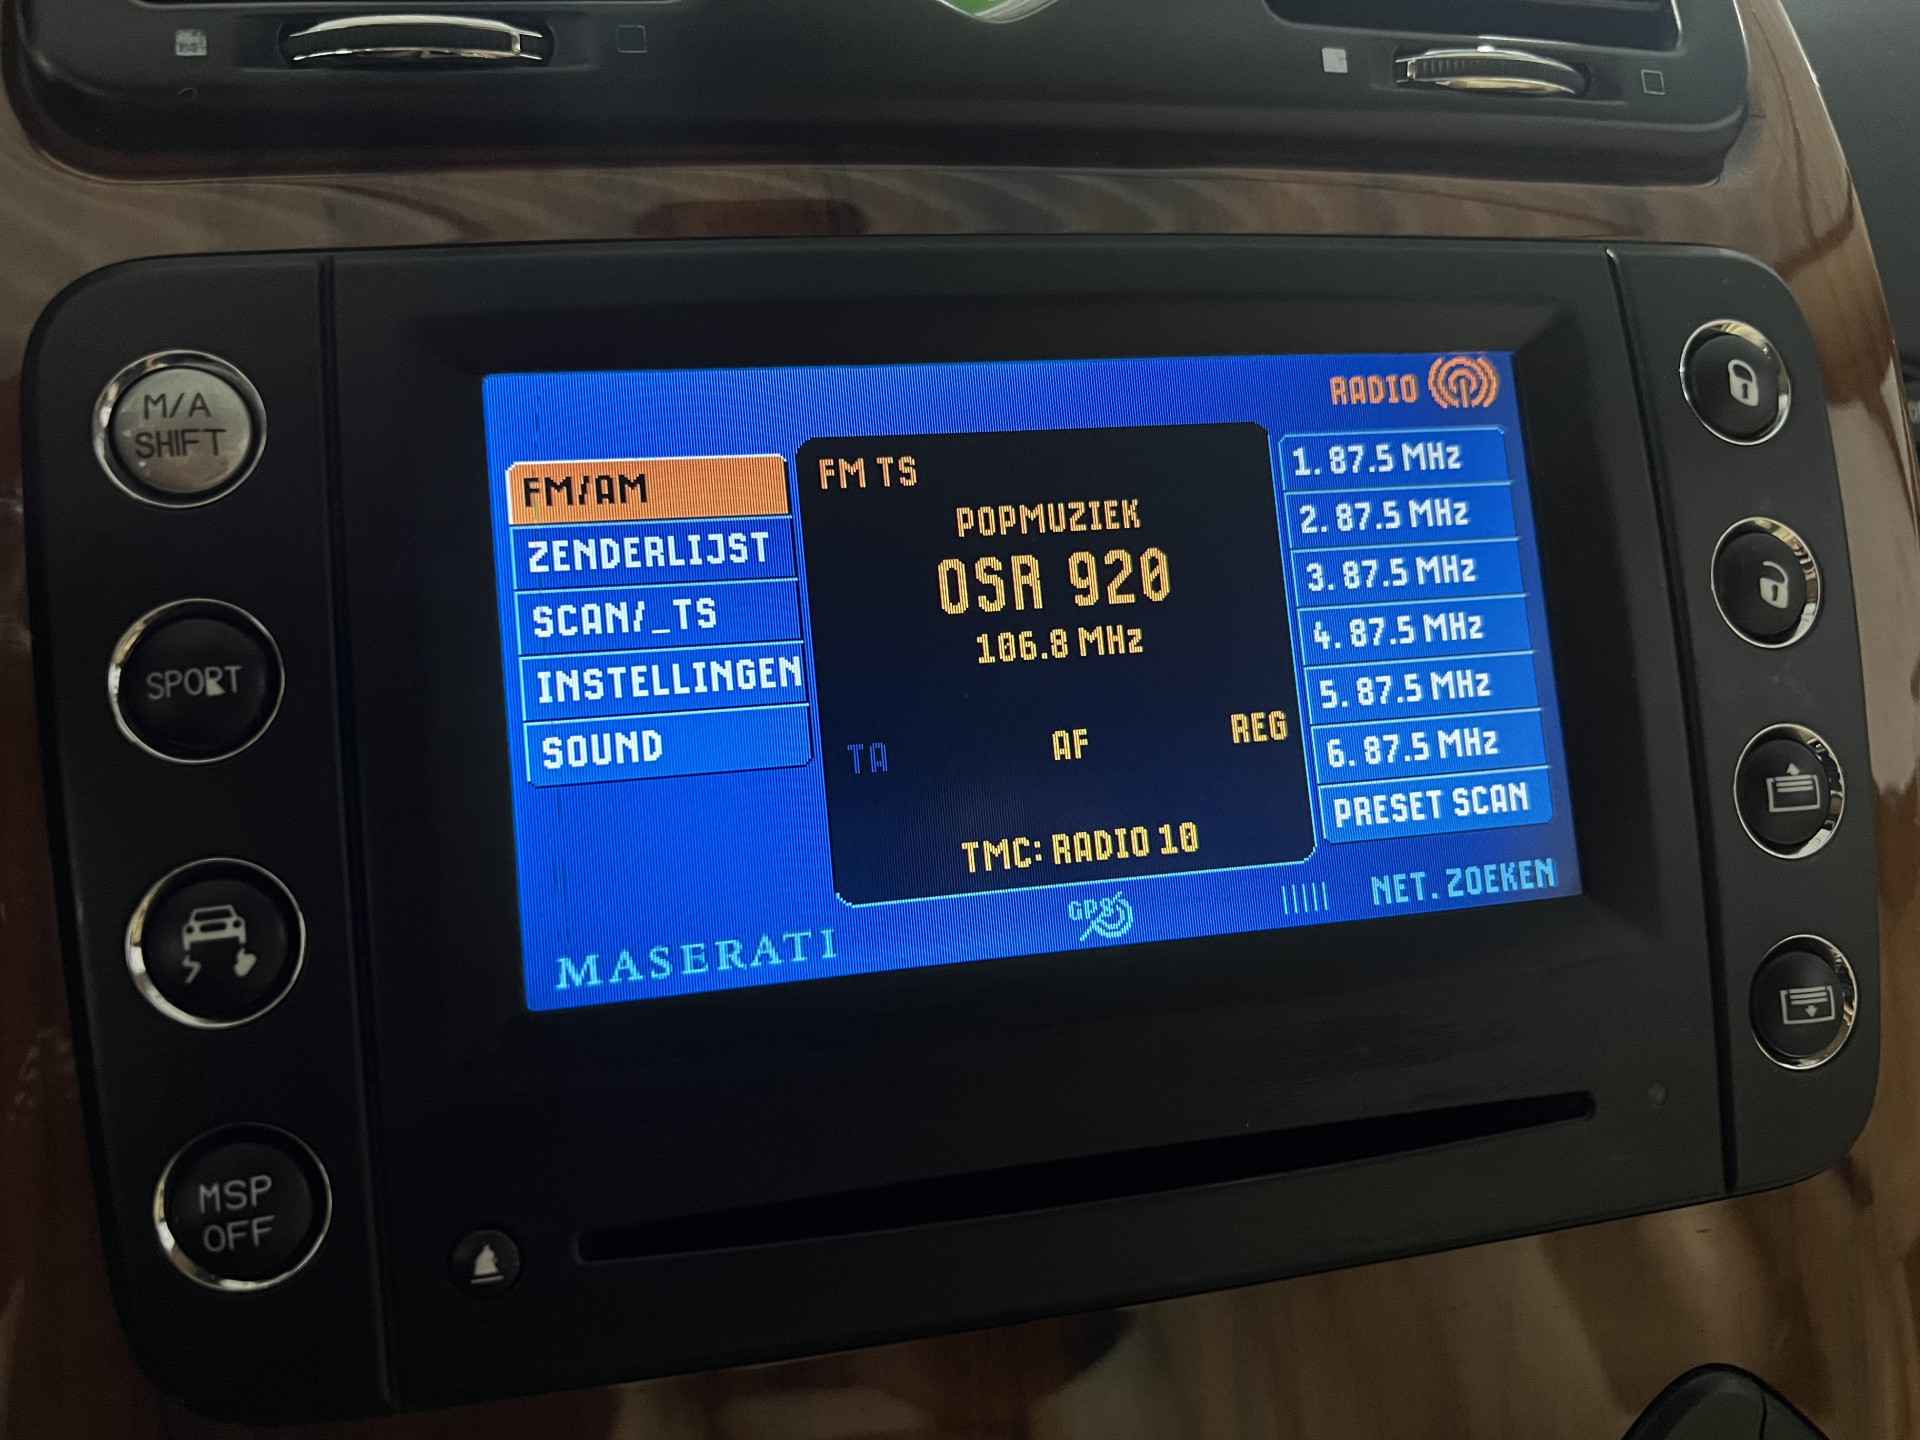 M/A
SHIFT
SPORT
MSP
OFF
RADIO
FM/AM
ZENDERLIJST
SCAN/_TS
INSTELLINGEN
SOUND
FM TS
POPMUZIEK
OSR 920
106.8 MHz
TA AF REG
TMC: RADIO 10
1. 87.5 MHz
2. 87.5 MHz
3. 87.5 MHz
4. 87.5 MHz
5. 87.5 MHz
6. 87.5 MHz
PRESET SCAN
MASERATI
GPS
NET. ZOEKEN